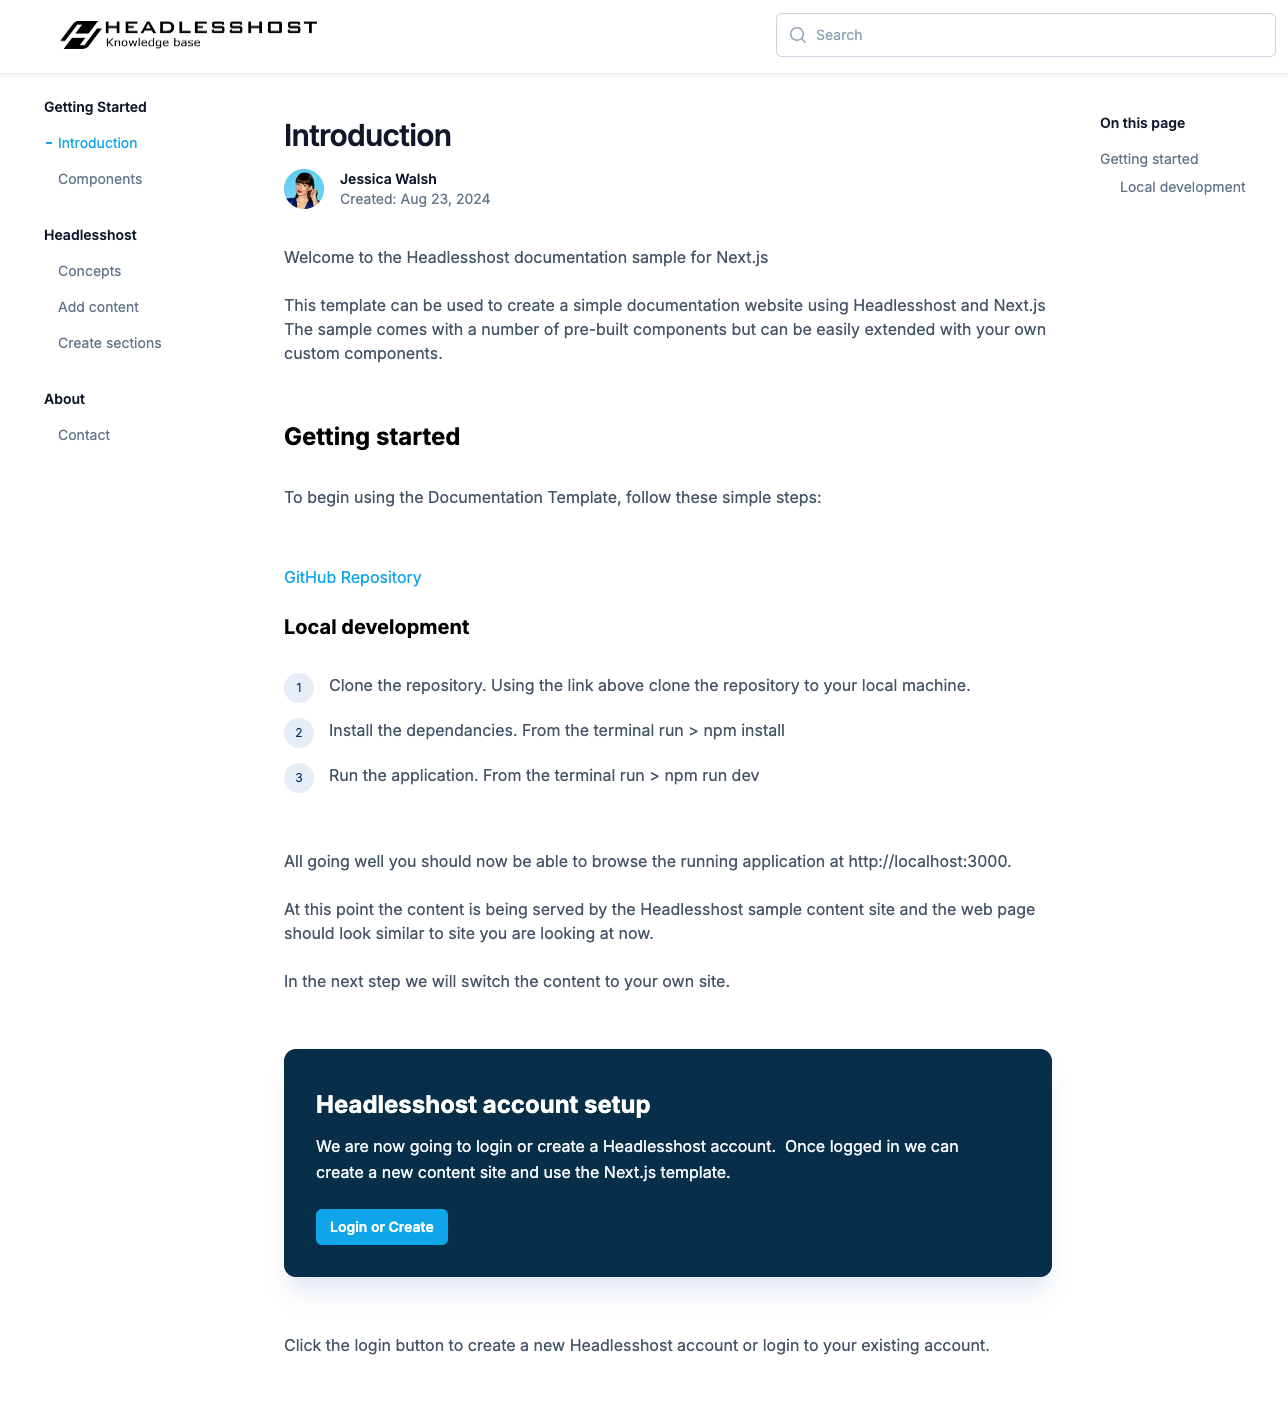 HEADLESSHOST
Knowledge base
Search
Getting Started
Introduction
Components
Headlesshost
Concepts
Add content
Create sections
About
Contact
Introduction
Jessica Walsh
Created: Aug 23, 2024
Welcome to the Headlesshost documentation sample for Next.js
This template can be used to create a simple documentation website using Headlesshost and Next.js
The sample comes with a number of pre-built components but can be easily extended with your own
custom components.
Getting started
To begin using the Documentation Template, follow these simple steps:
GitHub Repository
Local development
1 Clone the repository. Using the link above clone the repository to your local machine.
2 Install the dependancies. From the terminal run > npm install
3 Run the application. From the terminal run > npm run dev
All going well you should now be able to browse the running application at http://localhost:3000.
At this point the content is being served by the Headlesshost sample content site and the web page
should look similar to site you are looking at now.
In the next step we will switch the content to your own site.
Headlesshost account setup
We are now going to login or create a Headlesshost account.  Once logged in we can
create a new content site and use the Next.js template.
Login or Create
Click the login button to create a new Headlesshost account or login to your existing account.
On this page
Getting started
Local development